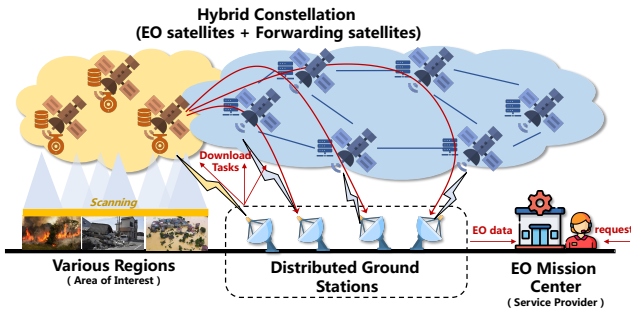 Hybrid Constellation
(EO satellites + Forwarding satellites)
Download
Tasks
Scanning
EO data
request
Various Regions
( Area of Interest )
Distributed Ground
Stations
EO Mission
Center
( Service Provider )